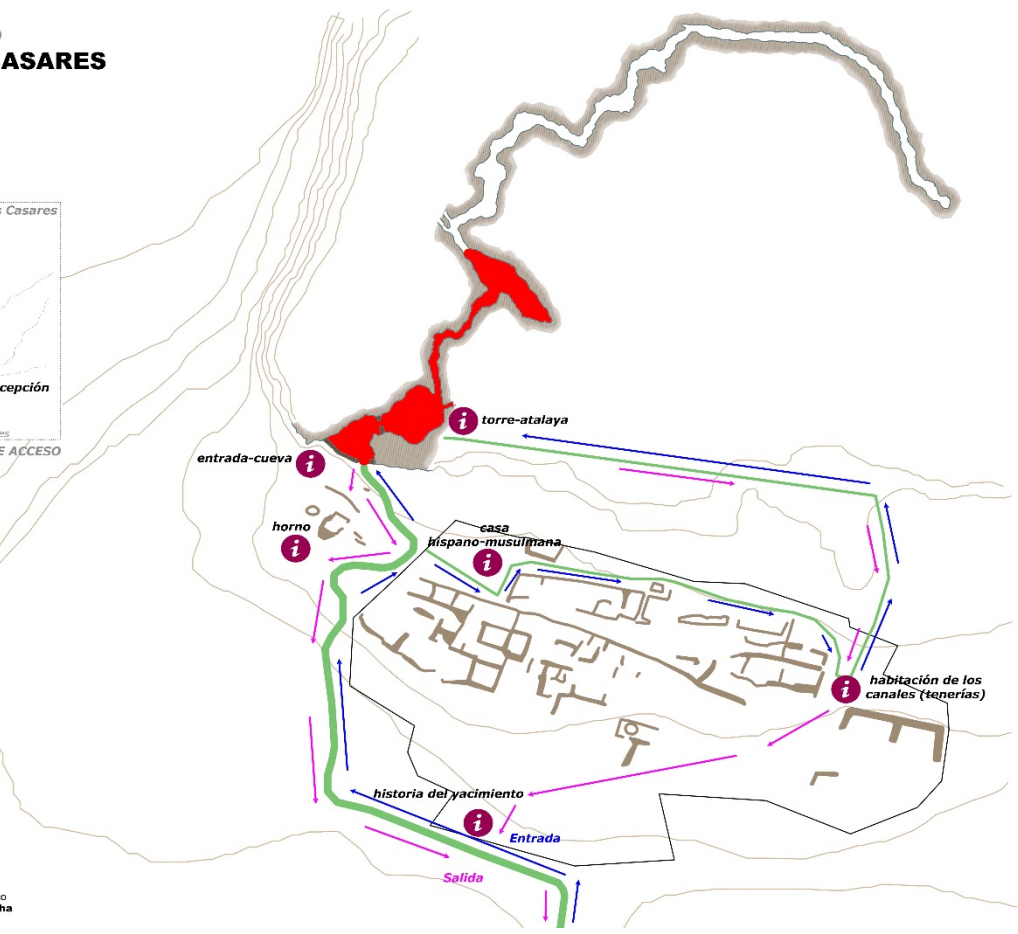 ASARES
s Casares
cepción
E ACCESO
torre-atalaya
entrada-cueva
horno
casa
hispano-musulmana
habitación de los
canales (tenerías)
historia del yacimiento
Entrada
Salida
ha
i
i
i
i
i
i